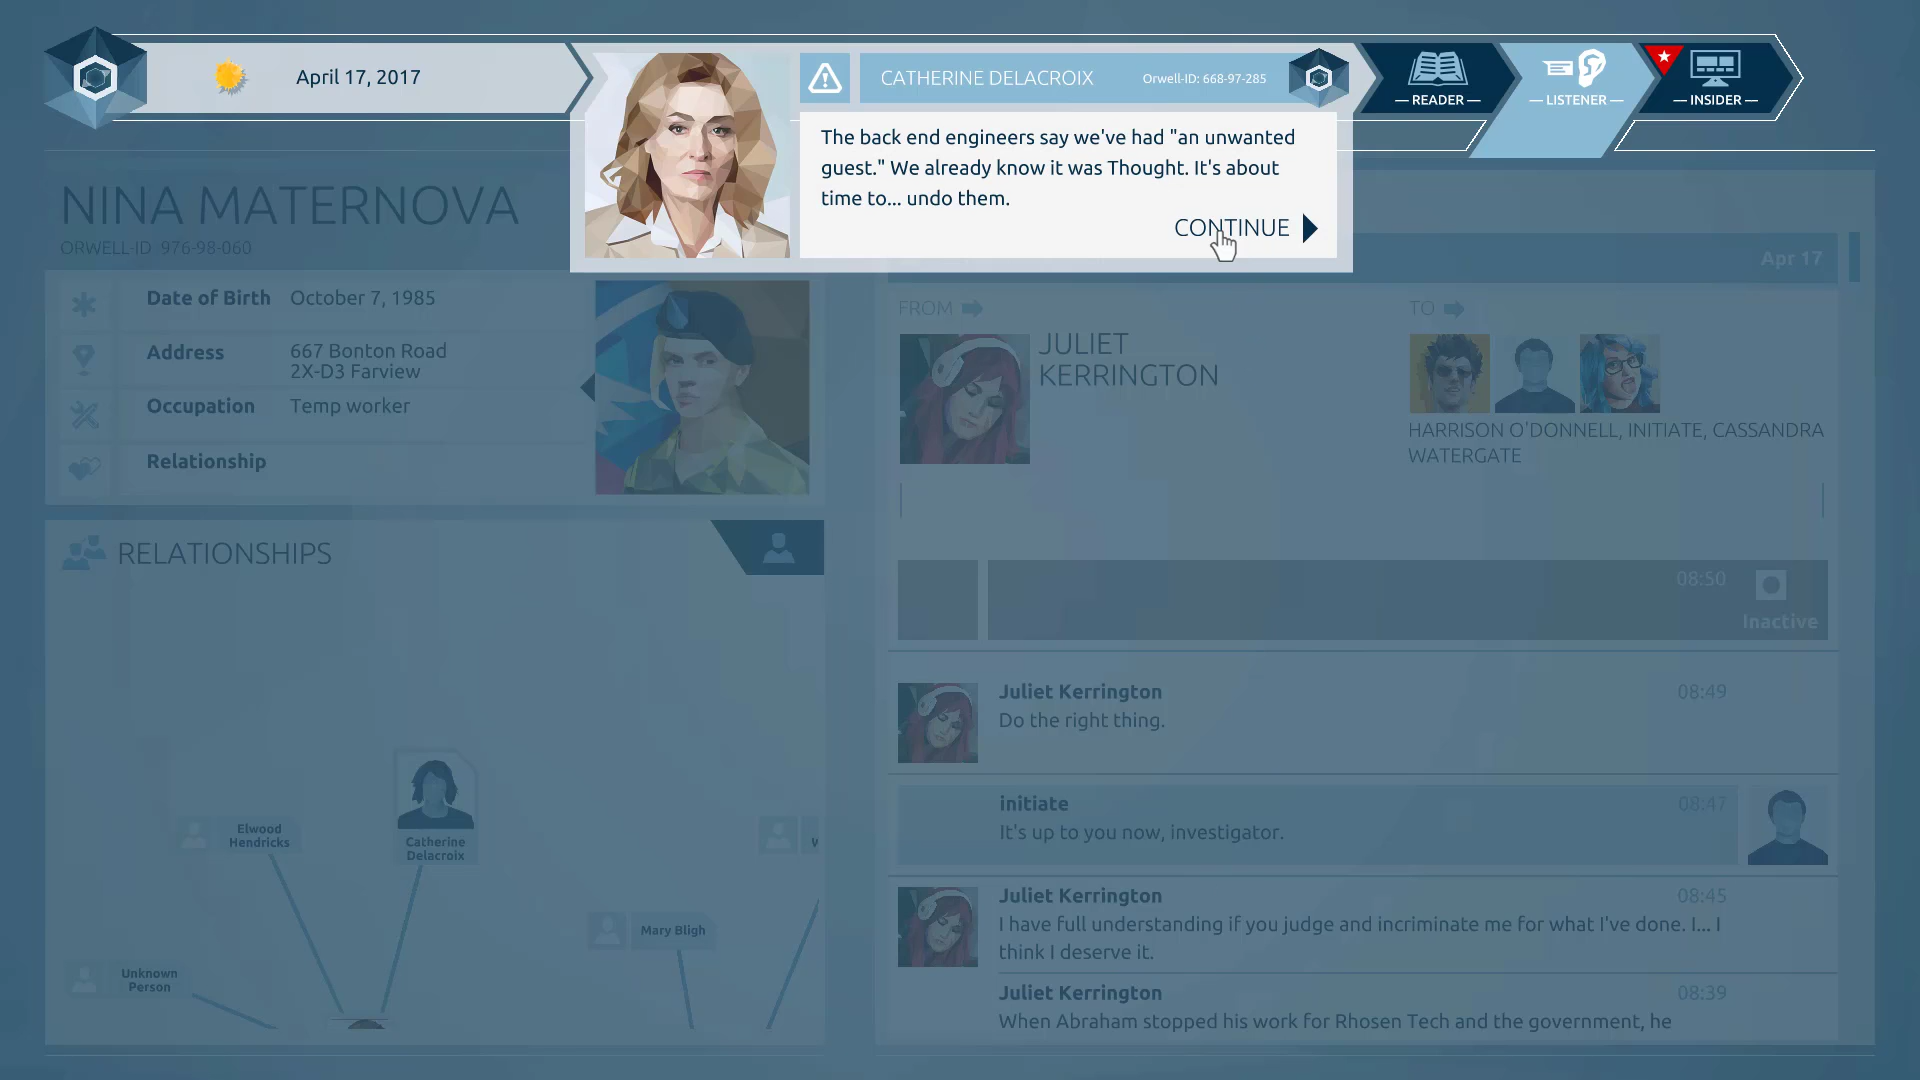 April 17, 2017
CATHERINE DELACROIX
Orwell-ID: 668-97-285
READER
LISTENER
INSIDER
The back end engineers say we've had "an unwanted
guest." We already know it was Thought. It's about
time to... undo them.
CONTINUE
NINA MATERNOVA
ORWELL-ID 976-98-060
Date of Birth October 7, 1985
Address 667 Bonton Road
2X-D3 Farview
Occupation Temp worker
Relationship
RELATIONSHIPS
Elwood
Hendricks
Catherine
Delacroix
W
Mary Bligh
Unknown
Person
Apr 17
FROM
JULIET
KERRINGTON
TO
HARRISON O'DONNELL, INITIATE, CASSANDRA
WATERGATE
08:50
Inactive
Juliet Kerrington 08:49
Do the right thing.
initiate 08:47
It's up to you now, investigator.
Juliet Kerrington 08:45
I have full understanding if you judge and incriminate me for what I've done. I... I
think I deserve it.
Juliet Kerrington 08:39
When Abraham stopped his work for Rhosen Tech and the government, he